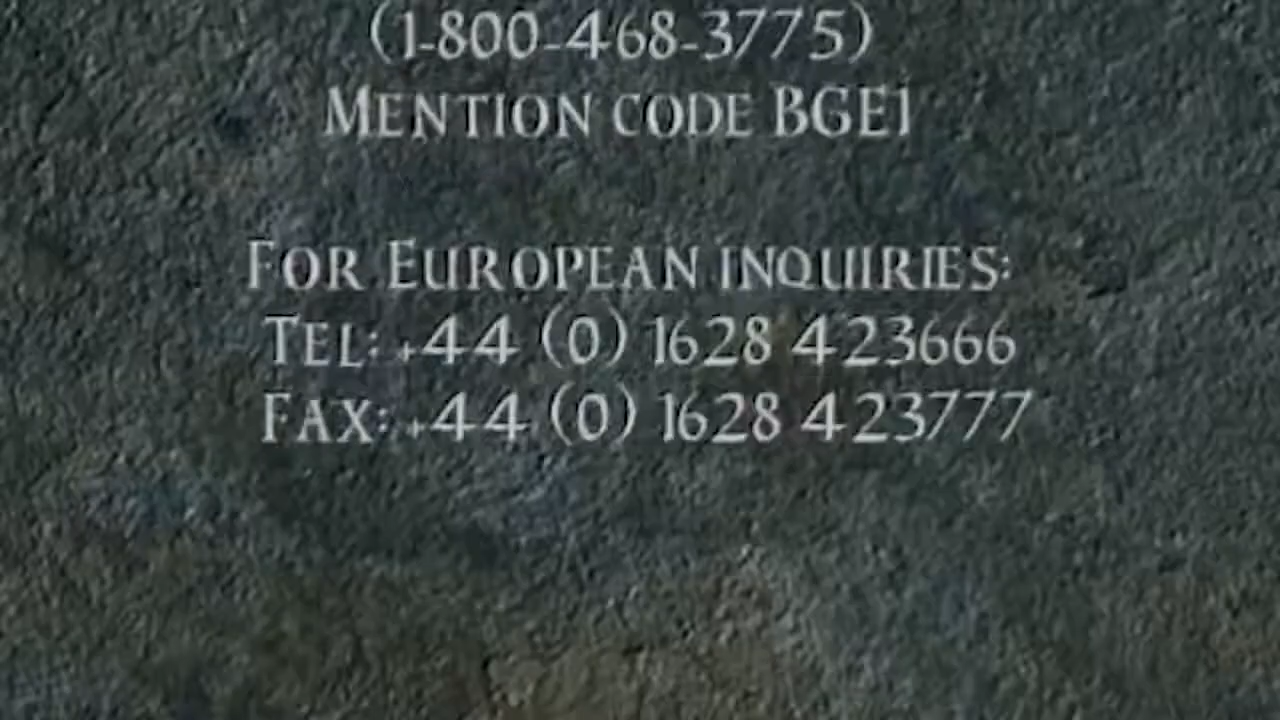 (1-800-468-3775)
MENTION CODE BGE1
FOR EUROPEAN INQUIRIES:
TEL: +44 (0) 1628 423666
FAX: +44 (0) 1628 423777